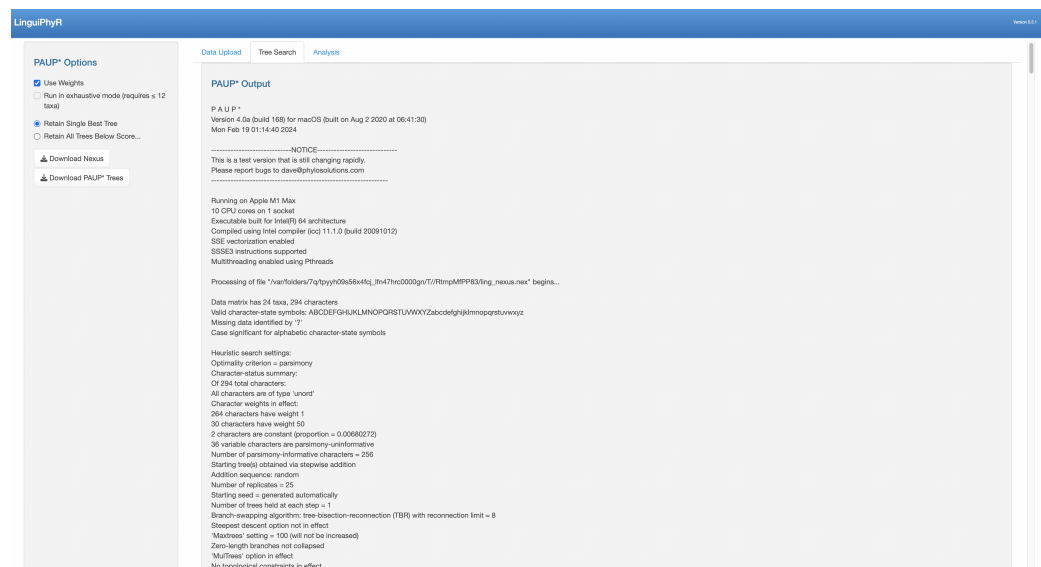 LinguiPhyR
Version 0.2.1
PAUP* Options
Use Weights
Run in exhaustive mode (requires ≤ 12
taxa)
Retain Single Best Tree
Retain All Trees Below Score...
Download Nexus
Download PAUP* Trees
Data Upload
Tree Search
Analysis
PAUP* Output
P A U P *
Version 4.0a (build 168) for macOS (built on Aug 2 2020 at 06:41:30)
Mon Feb 19 01:14:40 2024
-----------------------------NOTICE-----------------------------
This is a test version that is still changing rapidly.
Please report bugs to dave@phylosolutions.com
----------------------------------------------------------------
Running on Apple M1 Max
10 CPU cores on 1 socket
Executable built for Intel(R) 64 architecture
Compiled using Intel compiler (icc) 11.1.0 (build 20091012)
SSE vectorization enabled
SSSE3 instructions supported
Multithreading enabled using Pthreads
Processing of file "/var/folders/7q/tpyyh09s56x4fcj_lfn47hrc0000gn/T//RtmpMfPP83/ling_nexus.nex" begins...
Data matrix has 24 taxa, 294 characters
Valid character-state symbols: ABCDEFGHIJKLMNOPQRSTUVWXYZabcdefghijklmnopqrstuvwxyz
Missing data identified by '?'
Case significant for alphabetic character-state symbols
Heuristic search settings:
Optimality criterion = parsimony
Character-status summary:
Of 294 total characters:
All characters are of type 'unord'
Character weights in effect:
264 characters have weight 1
30 characters have weight 50
2 characters are constant (proportion = 0.00680272)
36 variable characters are parsimony-uninformative
Number of parsimony-informative characters = 256
Starting tree(s) obtained via stepwise addition
Addition sequence: random
Number of replicates = 25
Starting seed = generated automatically
Number of trees held at each step = 1
Branch-swapping algorithm: tree-bisection-reconnection (TBR) with reconnection limit = 8
Steepest descent option not in effect
'Maxtrees' setting = 100 (will not be increased)
Zero-length branches not collapsed
'MulTrees' option in effect
No topological constraints in effect